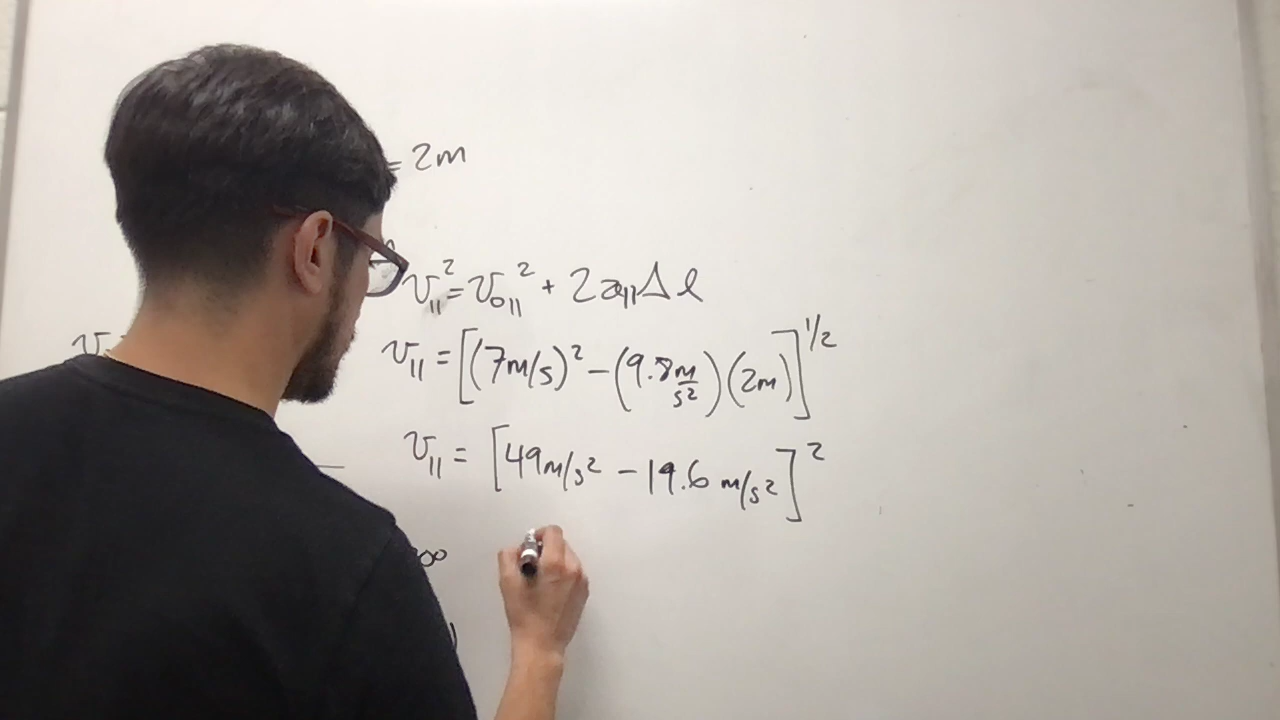 = 2m
v∥² = v₀∥² + 2a∥Δl
v∥ = [(7m/s)² − (9.8 m/s²)(2m)]^1/2
v
v∥ = [49m/s² − 19.6 m/s²]²
00
)